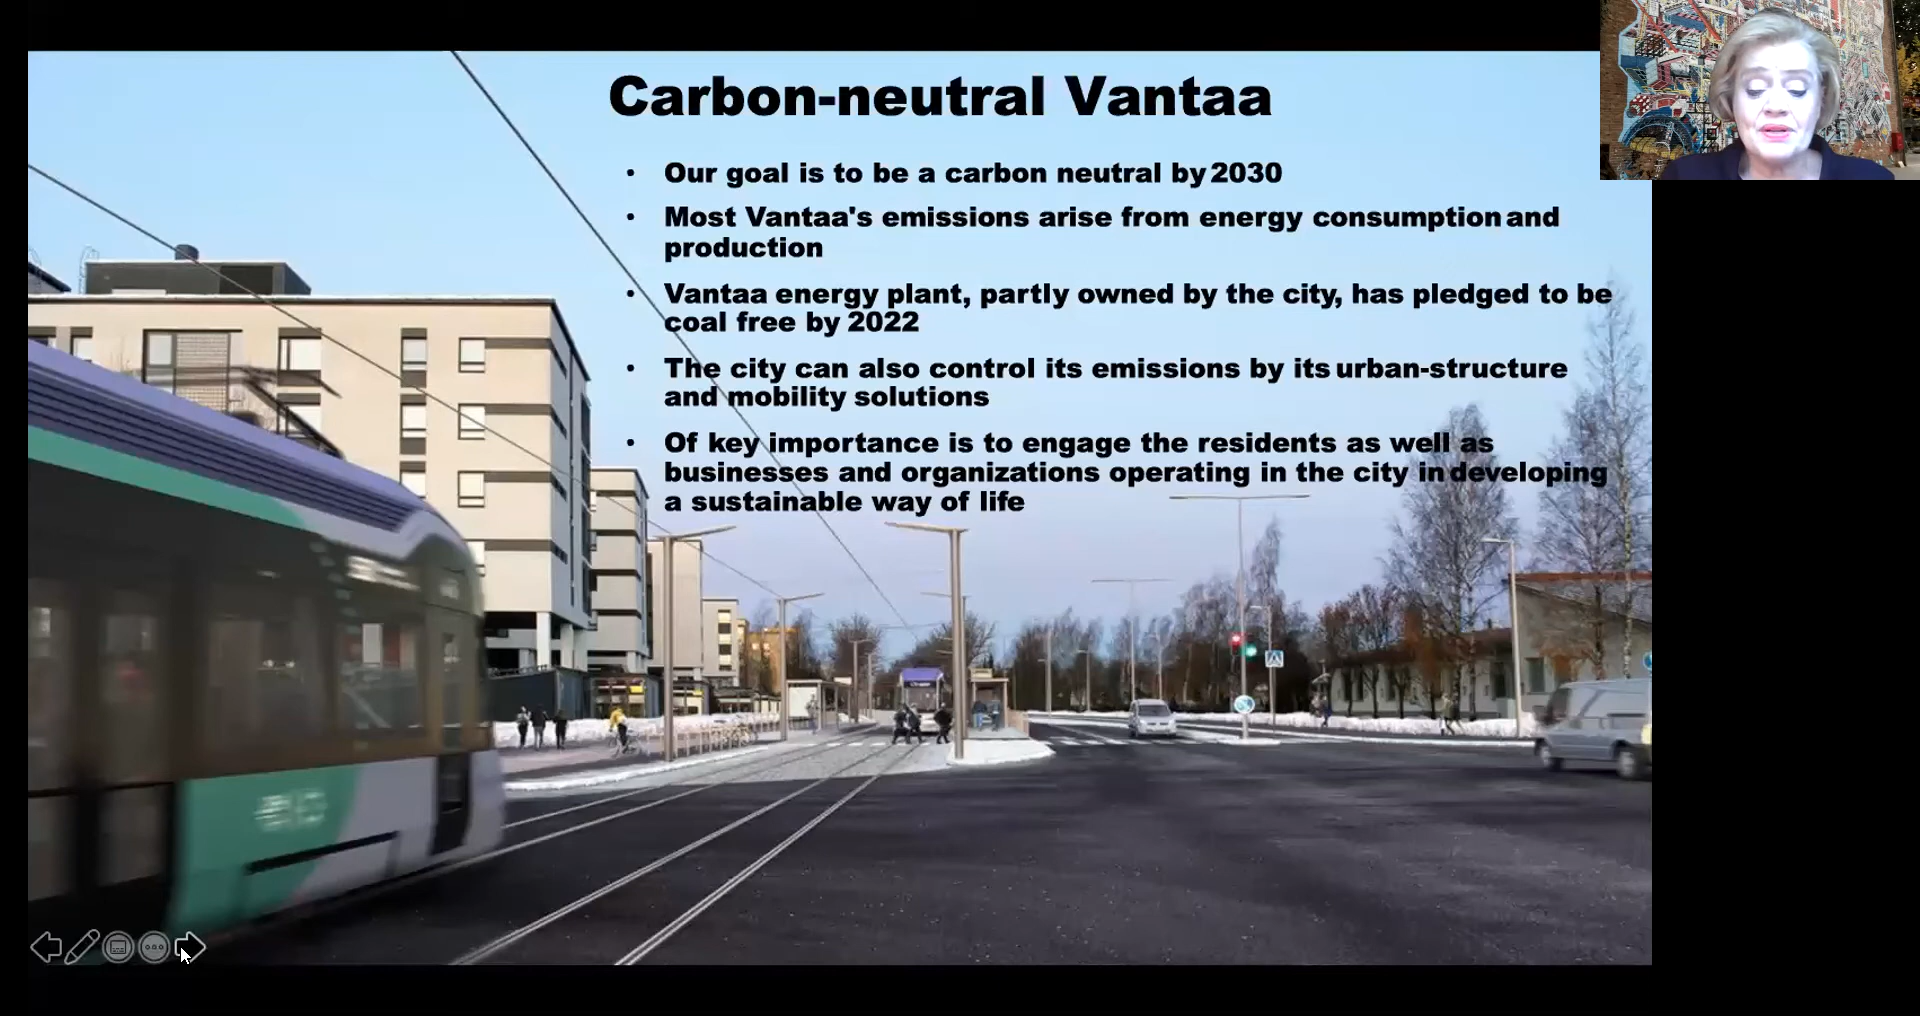 Carbon-neutral Vantaa
• Our goal is to be a carbon neutral by 2030
• Most Vantaa's emissions arise from energy consumption and
production
• Vantaa energy plant, partly owned by the city, has pledged to be
coal free by 2022
• The city can also control its emissions by its urban-structure
and mobility solutions
• Of key importance is to engage the residents as well as
businesses and organizations operating in the city in developing
a sustainable way of life